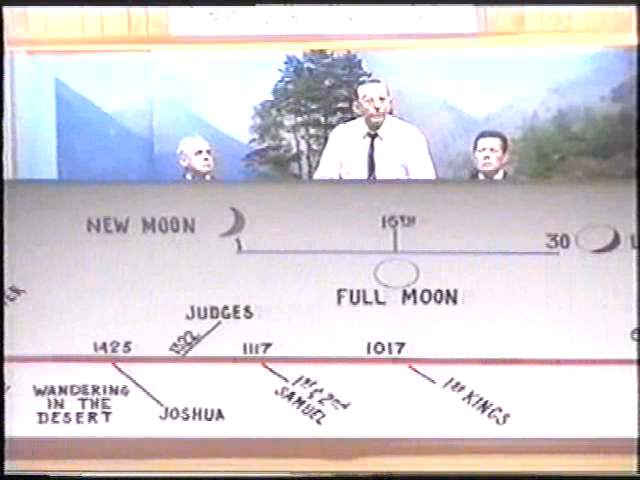 NEW MOON
16TH
30
FULL MOON
JUDGES
1425
1117
1017
WANDERING
IN THE
DESERT
JOSHUA
1ST & 2nd
SAMUEL
1ST KINGS